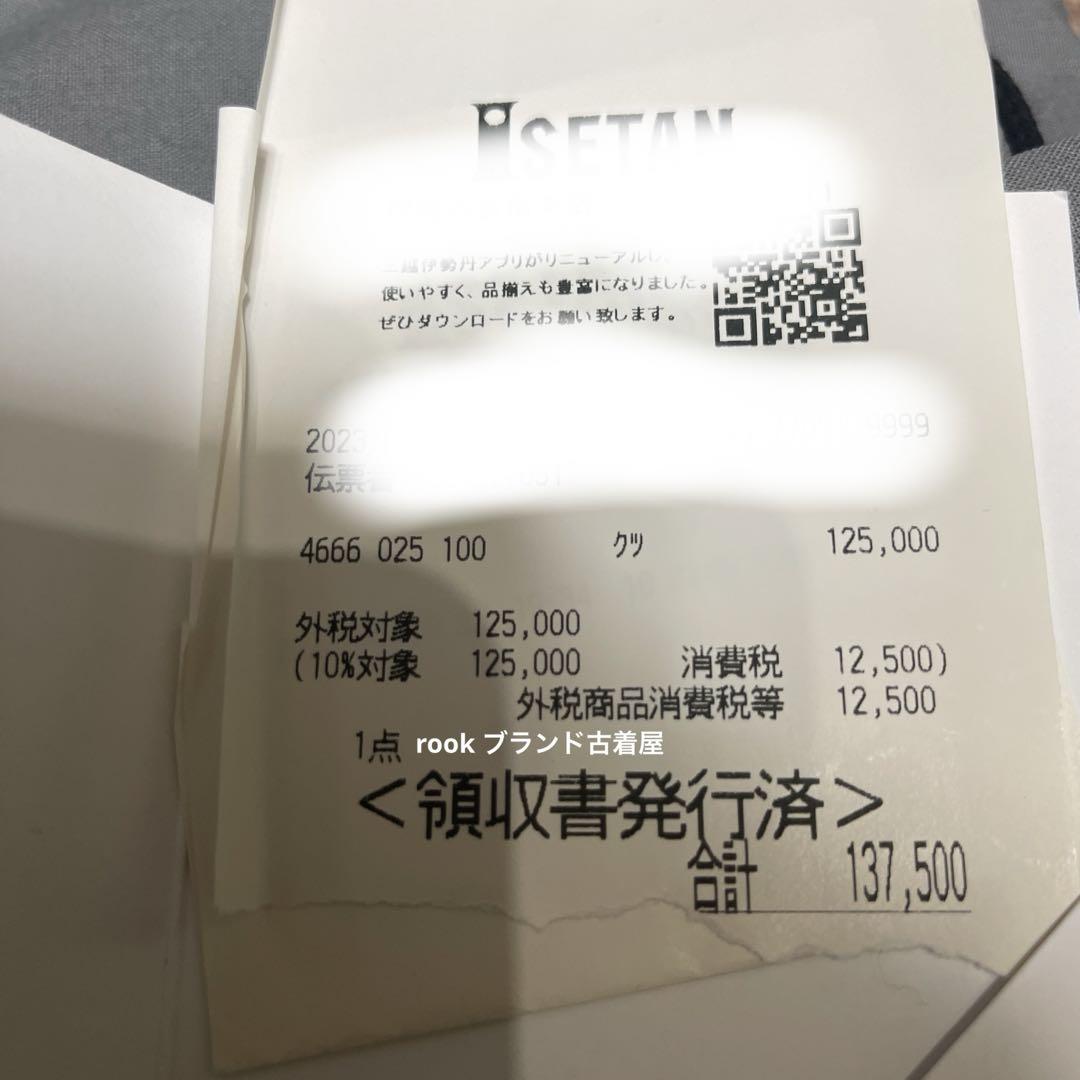 ISETAN
三越伊勢丹アプリがリニューアルし、
使いやすく、品揃えも豊富になりました。
ぜひダウンロードをお願い致します。
2023 9999
伝票
4666 025 100 クツ 125,000
外税対象 125,000
(10%対象 125,000 消費税 12,500)
外税商品消費税等 12,500
1点
rook ブランド古着屋
<領収書発行済>
合計 137,500